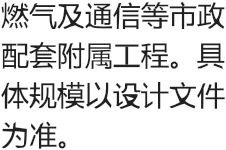 燃气及通信等市政
配套附属工程。具
体规模以设计文件
为准。